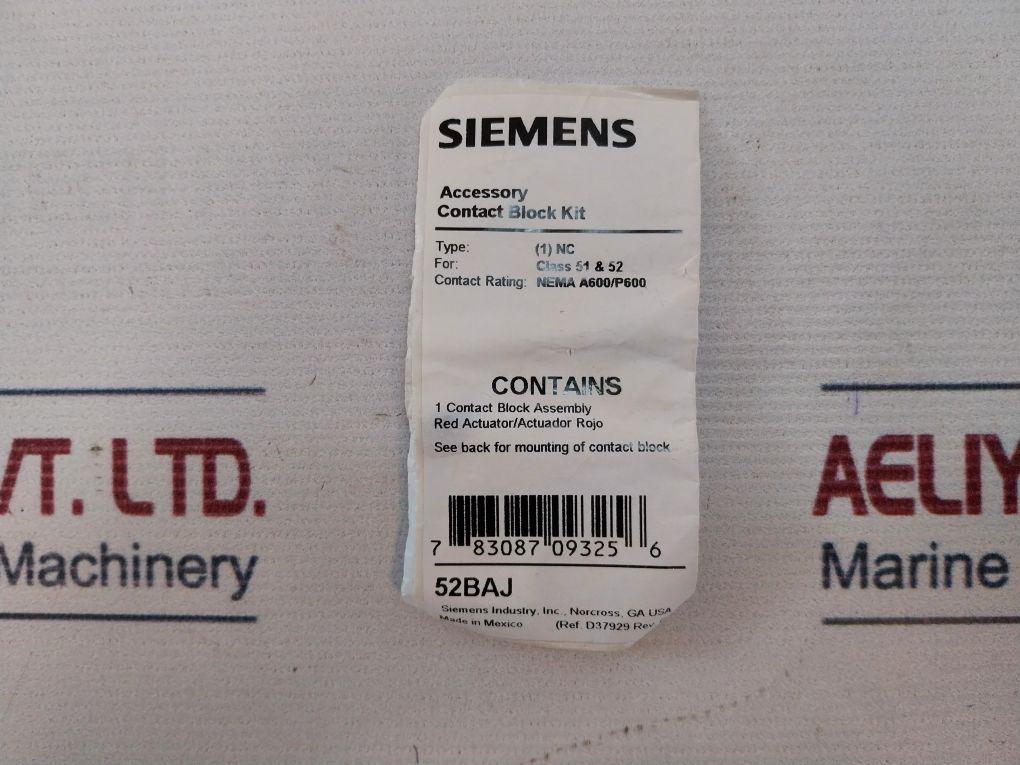 SIEMENS
Accessory
Contact Block Kit
Type: (1) NC
For: Class 51 & 52
Contact Rating: NEMA A600/P600
CONTAINS
1 Contact Block Assembly
Red Actuator/Actuador Rojo
See back for mounting of contact block
7 83087 09325 6
52BAJ
Siemens Industry, Inc., Norcross, GA USA
Made in Mexico (Ref. D37929 Rev
VT. LTD.
Machinery
AELIY
Marine